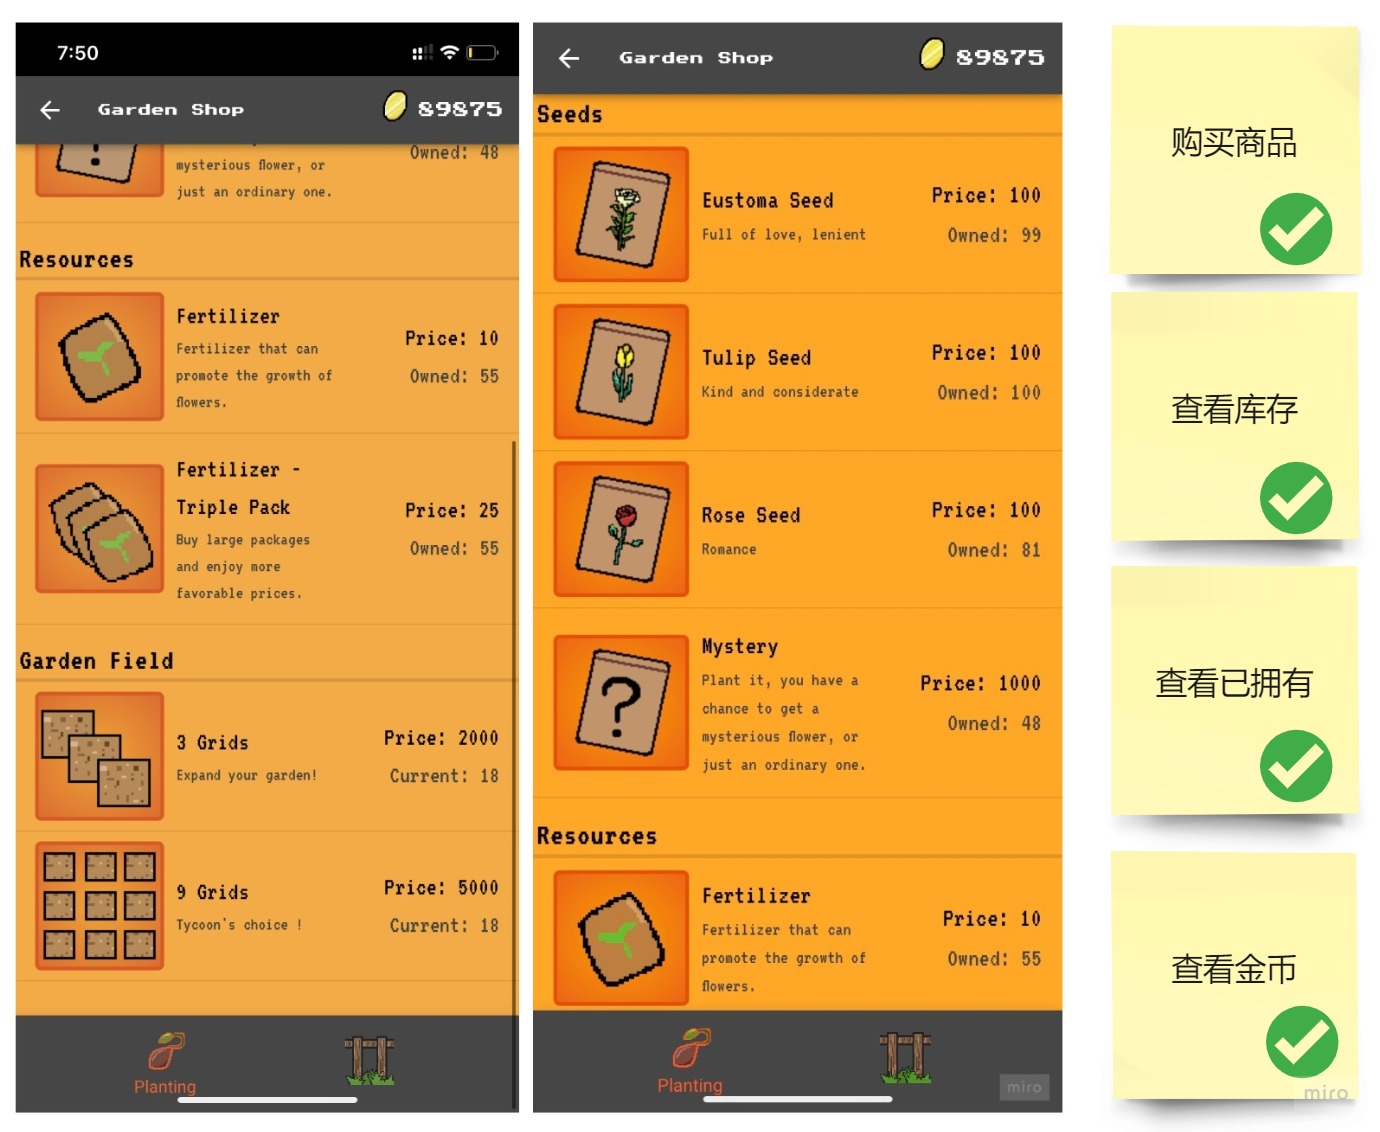 7:50
Garden Shop
89875
mysterious flower, or
just an ordinary one.
Owned: 48
Resources
Fertilizer
Fertilizer that can
promote the growth of
flowers.
Price: 10
Owned: 55
Fertilizer -
Triple Pack
Buy large packages
and enjoy more
favorable prices.
Price: 25
Owned: 55
Garden Field
3 Grids
Expand your garden!
Price: 2000
Current: 18
9 Grids
Tycoon's choice !
Price: 5000
Current: 18
Planting
Garden Shop
89875
Seeds
Eustoma Seed
Full of love, lenient
Price: 100
Owned: 99
Tulip Seed
Kind and considerate
Price: 100
Owned: 100
Rose Seed
Romance
Price: 100
Owned: 81
Mystery
Plant it, you have a
chance to get a
mysterious flower, or
just an ordinary one.
Price: 1000
Owned: 48
Resources
Fertilizer
Fertilizer that can
promote the growth of
flowers.
Price: 10
Owned: 55
Planting
miro
购买商品
查看库存
查看已拥有
查看金币
miro